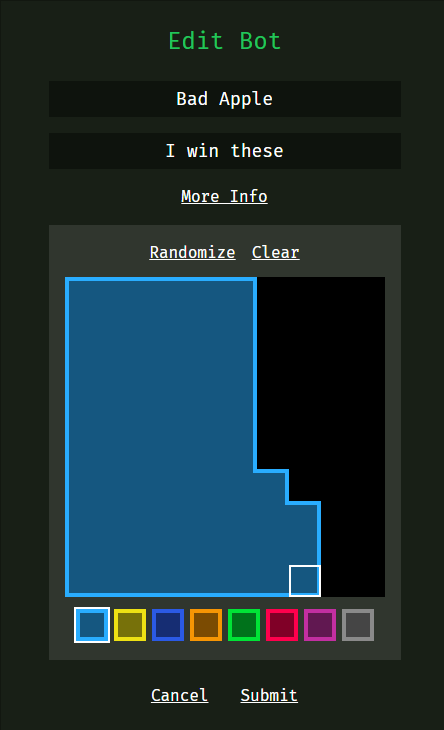 Edit Bot
Bad Apple
I win these
More Info
Randomize Clear
Cancel Submit